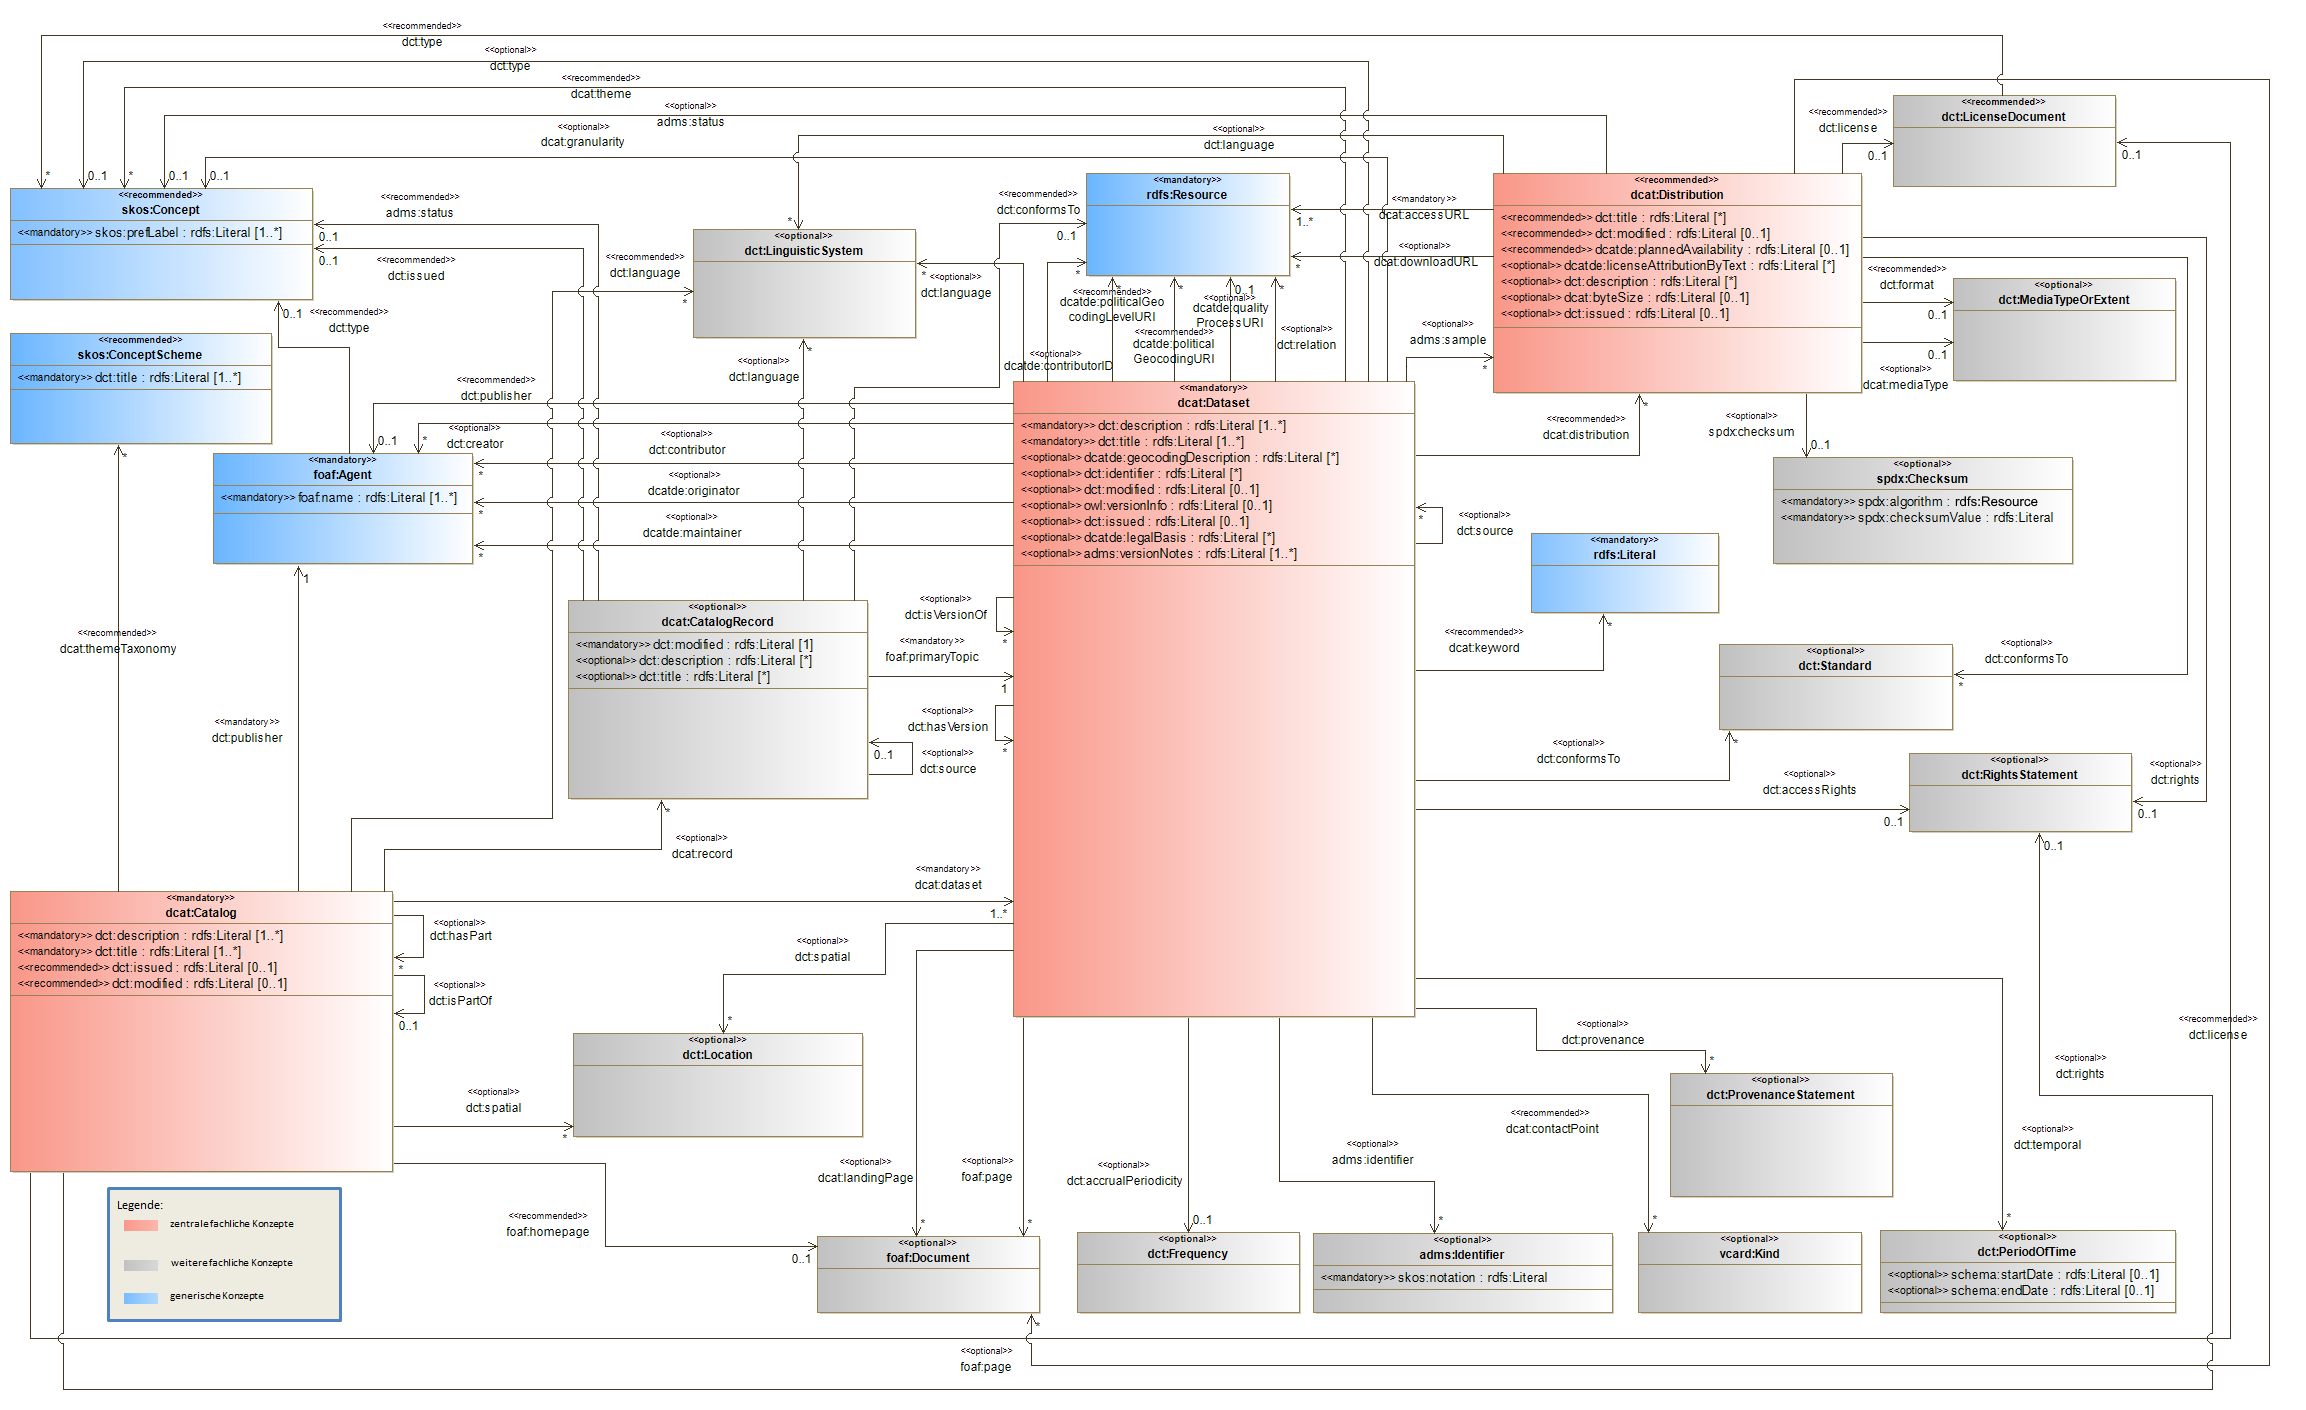 <<recommended>>
dct:type
<<optional>>
dct:type
<<recommended>>
dcat:theme
<<optional>>
adms:status
<<optional>>
dcat:granularity
<<optional>>
dct:language
<<recommended>>
dct:license
0..1
<<recommended>>
dct:LicenseDocument
0..1
*
0..1
*
0..1
0..1
<<recommended>>
skos:Concept
<<mandatory>> skos:prefLabel : rdfs:Literal [1..*]
<<recommended>>
adms:status
0..1
0..1
<<recommended>>
dct:issued
0..1
<<recommended>>
dct:type
<<recommended>>
skos:ConceptScheme
<<mandatory>> dct:title : rdfs:Literal [1..*]
*
*
<<optional>>
dct:LinguisticSystem
<<recommended>>
dct:language
*
*
<<optional>>
dct:language
*
<<optional>>
dct:language
<<recommended>>
dct:conformsTo
0..1
*
<<mandatory>>
rdfs:Resource
<<mandatory>>
dcat:accessURL
1..*
<<optional>>
dcat:downloadURL
*
<<recommended>>
dcatde:politicalGeo
codingLevelURI
*
<<recommended>>
dcatde:political
GeocodingURI
*
<<optional>>
dcatde:quality
ProcessURI
0..1
*
<<optional>>
dct:relation
<<optional>>
dcatde:contributorID
<<recommended>>
dcat:Distribution
<<recommended>> dct:title : rdfs:Literal [*]
<<recommended>> dct:modified : rdfs:Literal [0..1]
<<recommended>> dcatde:plannedAvailability : rdfs:Literal [0..1]
<<optional>> dcatde:licenseAttributionByText : rdfs:Literal [*]
<<optional>> dct:description : rdfs:Literal [*]
<<optional>> dcat:byteSize : rdfs:Literal [0..1]
<<optional>> dct:issued : rdfs:Literal [0..1]
<<optional>>
adms:sample
*
<<recommended>>
dct:format
0..1
0..1
<<optional>>
dcat:mediaType
<<optional>>
dct:MediaTypeOrExtent
<<optional>>
spdx:checksum
0..1
<<optional>>
spdx:Checksum
<<mandatory>> spdx:algorithm : rdfs:Resource
<<mandatory>> spdx:checksumValue : rdfs:Literal
<<recommended>>
dcat:distribution
*
<<recommended>>
dct:publisher
0..1
*
<<optional>>
dct:creator
<<optional>>
dct:contributor
*
<<optional>>
dcatde:originator
*
<<optional>>
dcatde:maintainer
*
<<mandatory>>
foaf:Agent
<<mandatory>> foaf:name : rdfs:Literal [1..*]
1
<<mandatory>>
dcat:Dataset
<<mandatory>> dct:description : rdfs:Literal [1..*]
<<mandatory>> dct:title : rdfs:Literal [1..*]
<<optional>> dcatde:geocodingDescription : rdfs:Literal [*]
<<optional>> dct:identifier : rdfs:Literal [*]
<<optional>> dct:modified : rdfs:Literal [0..1]
<<optional>> owl:versionInfo : rdfs:Literal [0..1]
<<optional>> dct:issued : rdfs:Literal [0..1]
<<optional>> dcatde:legalBasis : rdfs:Literal [*]
<<optional>> adms:versionNotes : rdfs:Literal [1..*]
*
<<optional>>
dct:source
<<mandatory>>
rdfs:Literal
*
<<recommended>>
dcat:keyword
<<optional>>
dct:Standard
<<optional>>
dct:conformsTo
*
*
<<optional>>
dct:conformsTo
<<optional>>
dct:accessRights
0..1
<<optional>>
dct:RightsStatement
<<optional>>
dct:rights
0..1
0..1
<<recommended>>
dcat:themeTaxonomy
<<mandatory>>
dct:publisher
<<optional>>
dcat:CatalogRecord
<<mandatory>> dct:modified : rdfs:Literal [1]
<<optional>> dct:description : rdfs:Literal [*]
<<optional>> dct:title : rdfs:Literal [*]
<<optional>>
dct:isVersionOf
*
<<mandatory>>
foaf:primaryTopic
1
<<optional>>
dct:hasVersion
*
0..1
<<optional>>
dct:source
*
<<optional>>
dcat:record
<<mandatory>>
dcat:dataset
1..*
<<mandatory>>
dcat:Catalog
<<mandatory>> dct:description : rdfs:Literal [1..*]
<<mandatory>> dct:title : rdfs:Literal [1..*]
<<recommended>> dct:issued : rdfs:Literal [0..1]
<<recommended>> dct:modified : rdfs:Literal [0..1]
<<optional>>
dct:hasPart
*
<<optional>>
dct:isPartOf
0..1
<<optional>>
dct:spatial
*
<<optional>>
dct:Location
<<optional>>
dct:spatial
*
<<recommended>>
foaf:homepage
0..1
<<optional>>
dcat:landingPage
*
<<optional>>
foaf:page
*
<<optional>>
foaf:Document
*
<<optional>>
foaf:page
<<optional>>
dct:accrualPeriodicity
0..1
<<optional>>
dct:Frequency
<<optional>>
adms:identifier
*
<<optional>>
adms:Identifier
<<mandatory>> skos:notation : rdfs:Literal
<<recommended>>
dcat:contactPoint
*
<<optional>>
vcard:Kind
<<optional>>
dct:provenance
*
<<optional>>
dct:ProvenanceStatement
<<optional>>
dct:temporal
*
<<optional>>
dct:PeriodOfTime
<<optional>> schema:startDate : rdfs:Literal [0..1]
<<optional>> schema:endDate : rdfs:Literal [0..1]
<<optional>>
dct:rights
<<recommended>>
dct:license
Legende:
zentrale fachliche Konzepte
weitere fachliche Konzepte
generische Konzepte